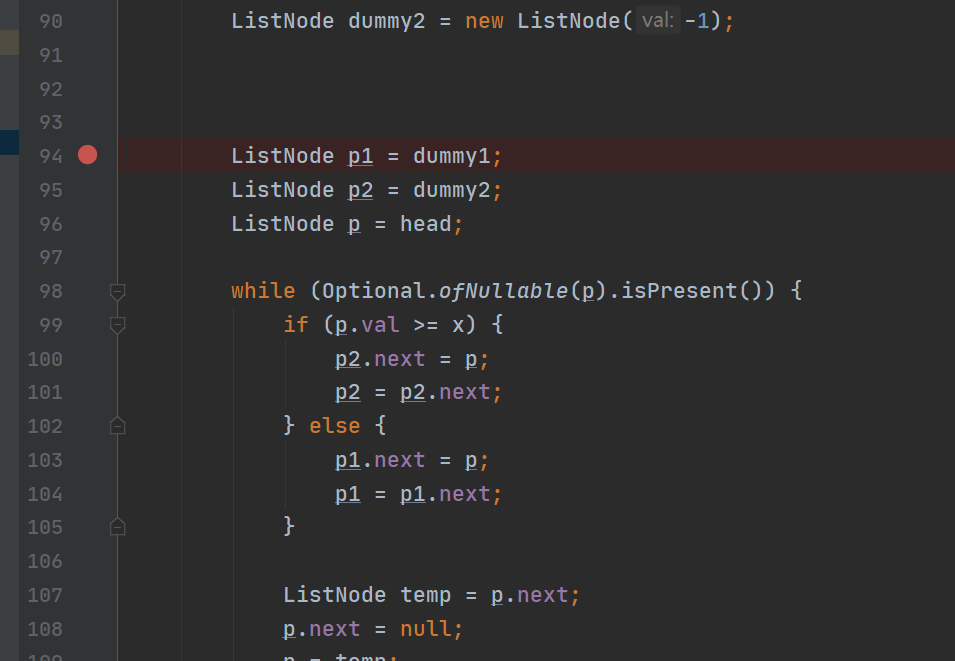 90 ListNode dummy2 = new ListNode( val: -1);
91
92
93
94 ListNode p1 = dummy1;
95 ListNode p2 = dummy2;
96 ListNode p = head;
97
98 while (Optional.ofNullable(p).isPresent()) {
99 if (p.val >= x) {
100 p2.next = p;
101 p2 = p2.next;
102 } else {
103 p1.next = p;
104 p1 = p1.next;
105 }
106
107 ListNode temp = p.next;
108 p.next = null;
109 p = temp;